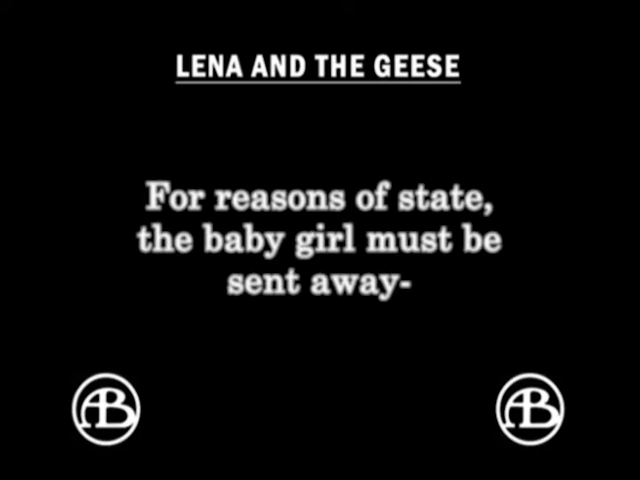 LENA AND THE GEESE
For reasons of state,
the baby girl must be
sent away-
AB AB